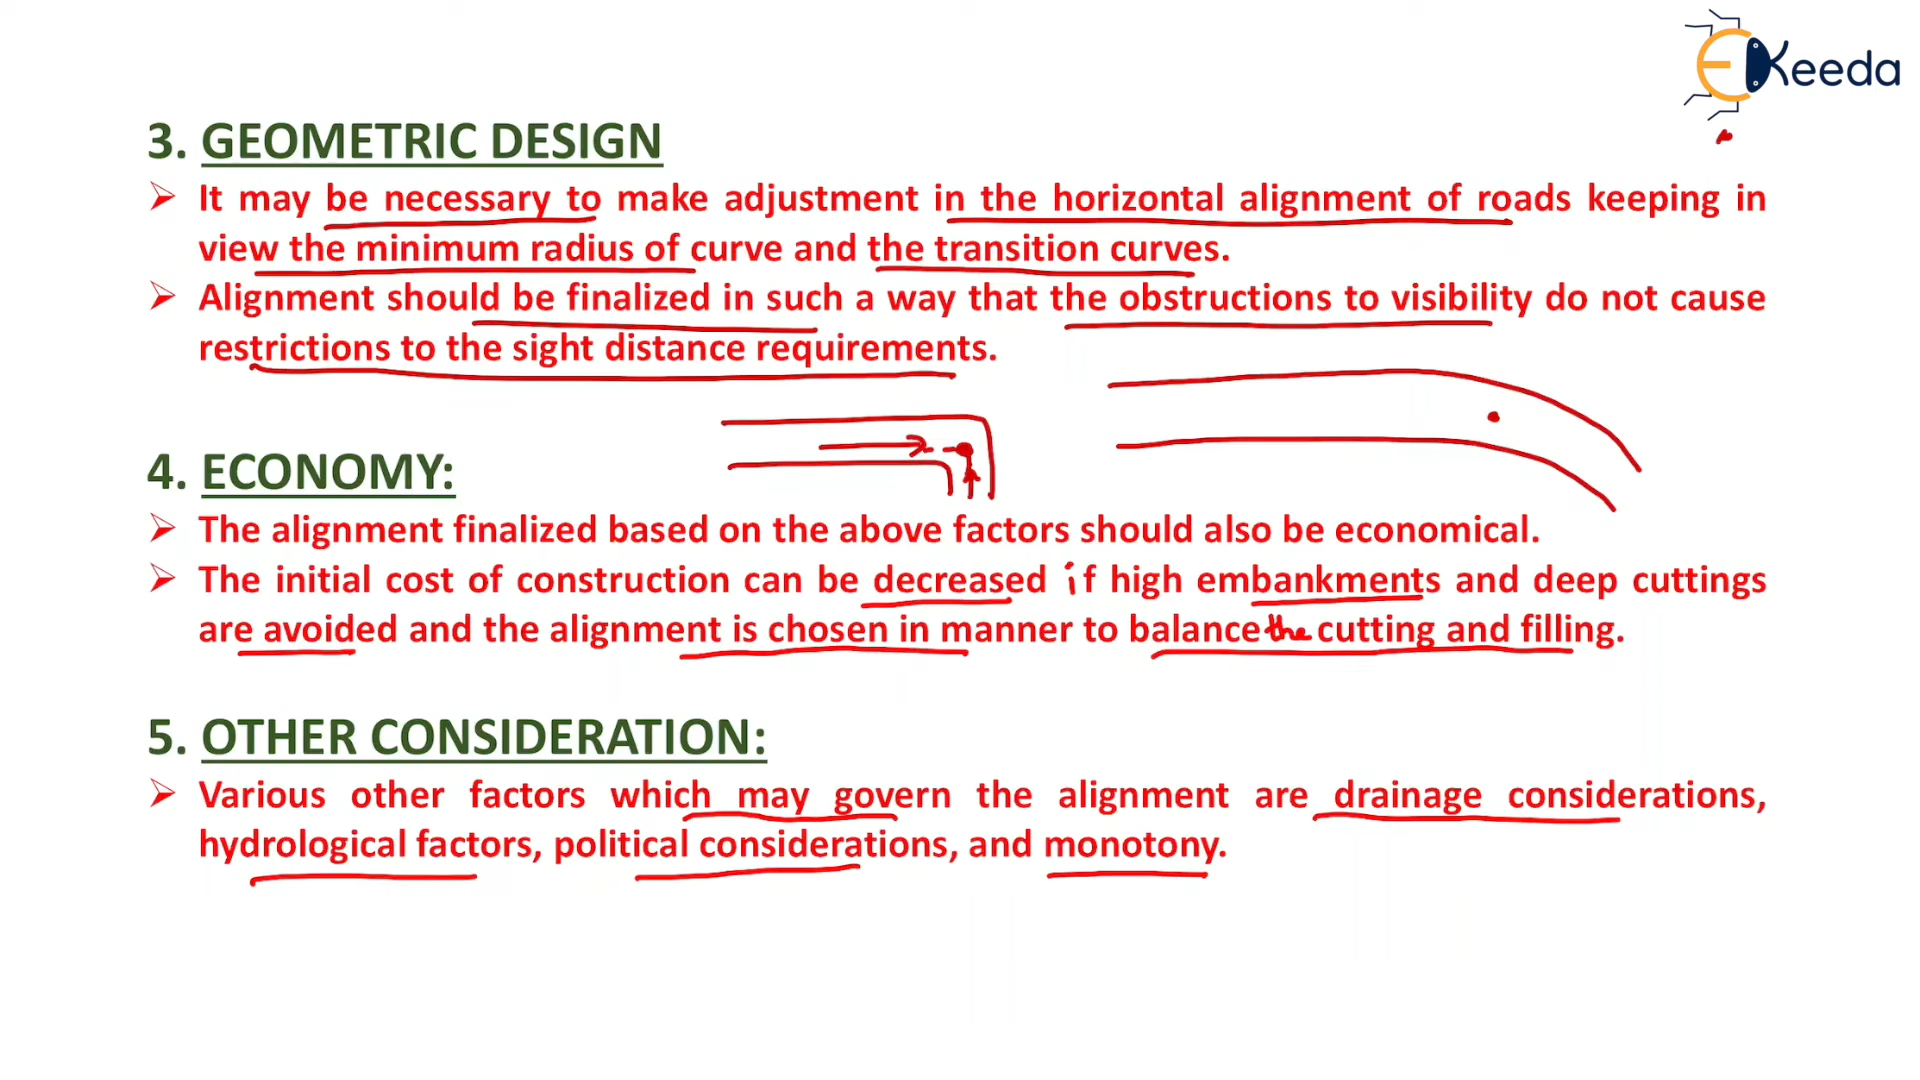 EKeeda
3. GEOMETRIC DESIGN
➢ It may be necessary to make adjustment in the horizontal alignment of roads keeping in
view the minimum radius of curve and the transition curves.
➢ Alignment should be finalized in such a way that the obstructions to visibility do not cause
restrictions to the sight distance requirements.
4. ECONOMY:
➢ The alignment finalized based on the above factors should also be economical.
➢ The initial cost of construction can be decreased if high embankments and deep cuttings
are avoided and the alignment is chosen in manner to balance the cutting and filling.
5. OTHER CONSIDERATION:
➢ Various other factors which may govern the alignment are drainage considerations,
hydrological factors, political considerations, and monotony.